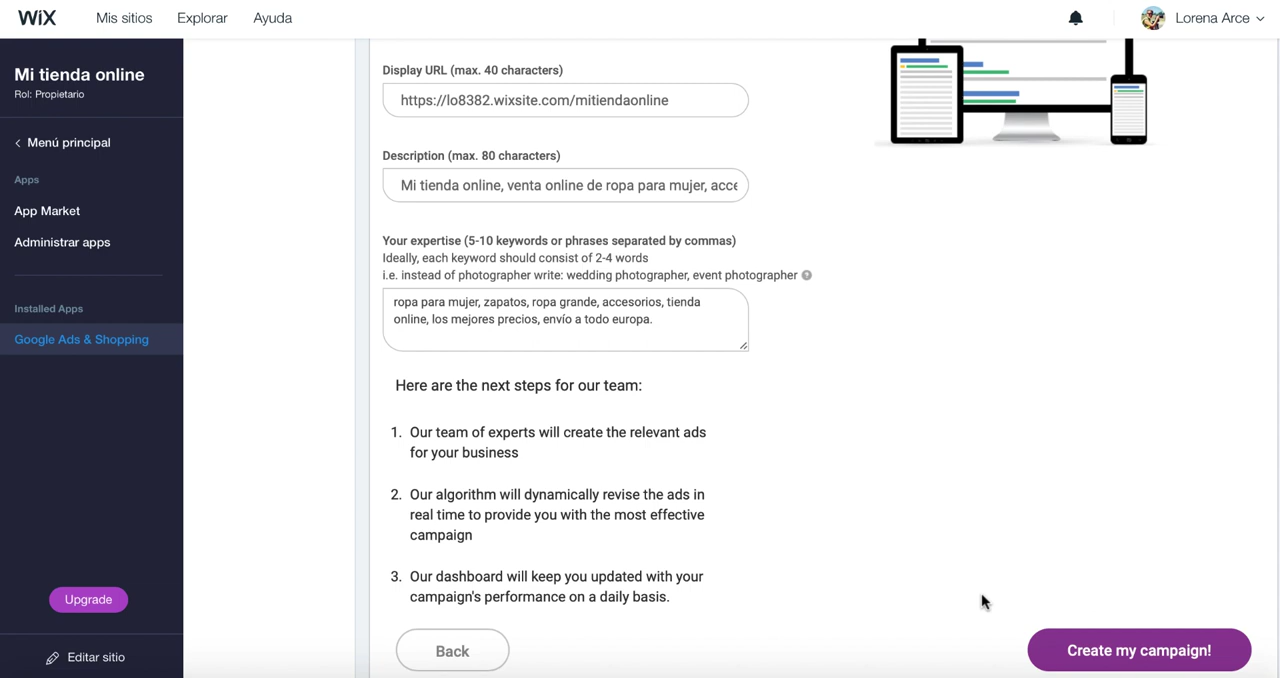 WiX
Mis sitios
Explorar
Ayuda
Lorena Arce
Mi tienda online
Rol: Propietario
Menú principal
Apps
App Market
Administrar apps
Installed Apps
Google Ads & Shopping
Upgrade
Editar sitio
Display URL (max. 40 characters)
https://lo8382.wixsite.com/mitiendaonline
Description (max. 80 characters)
Mi tienda online, venta online de ropa para mujer, acce
Your expertise (5-10 keywords or phrases separated by commas)
Ideally, each keyword should consist of 2-4 words
i.e. instead of photographer write: wedding photographer, event photographer ?
ropa para mujer, zapatos, ropa grande, accesorios, tienda
online, los mejores precios, envío a todo europa.
Here are the next steps for our team:
1. Our team of experts will create the relevant ads
for your business
2. Our algorithm will dynamically revise the ads in
real time to provide you with the most effective
campaign
3. Our dashboard will keep you updated with your
campaign's performance on a daily basis.
Back
Create my campaign!